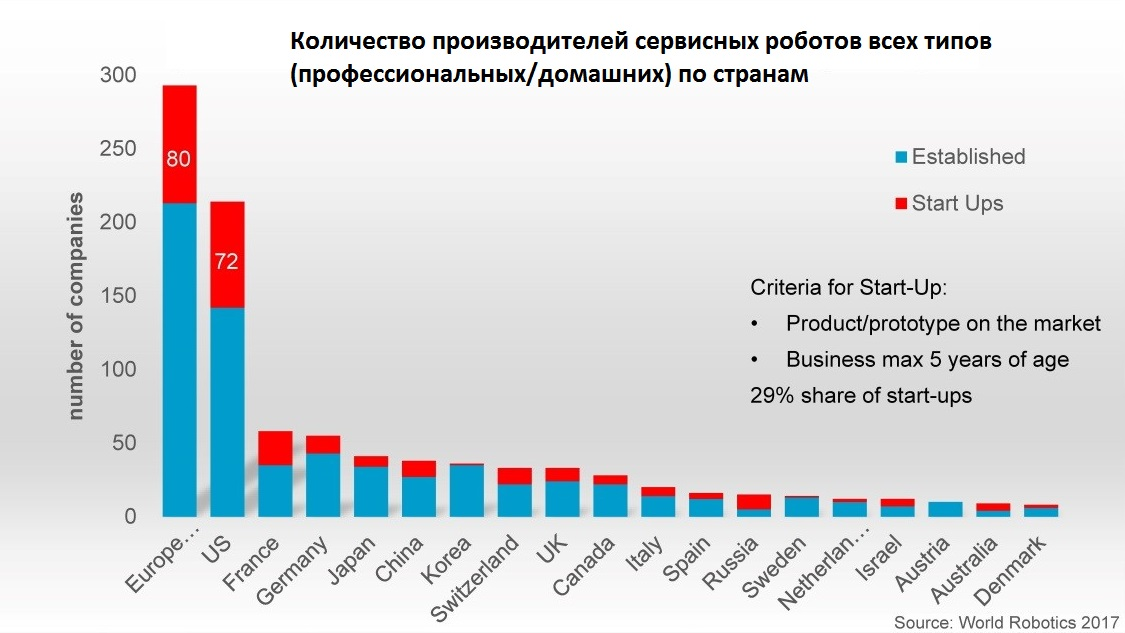 Количество производителей сервисных роботов всех типов
(профессиональных/домашних) по странам
number of companies
300
250
200
150
100
50
0
80
72
Established
Start Ups
Criteria for Start-Up:
• Product/prototype on the market
• Business max 5 years of age
29% share of start-ups
Europe...
US
France
Germany
Japan
China
Korea
Switzerland
UK
Canada
Italy
Spain
Russia
Sweden
Netherlan...
Israel
Austria
Australia
Denmark
Source: World Robotics 2017